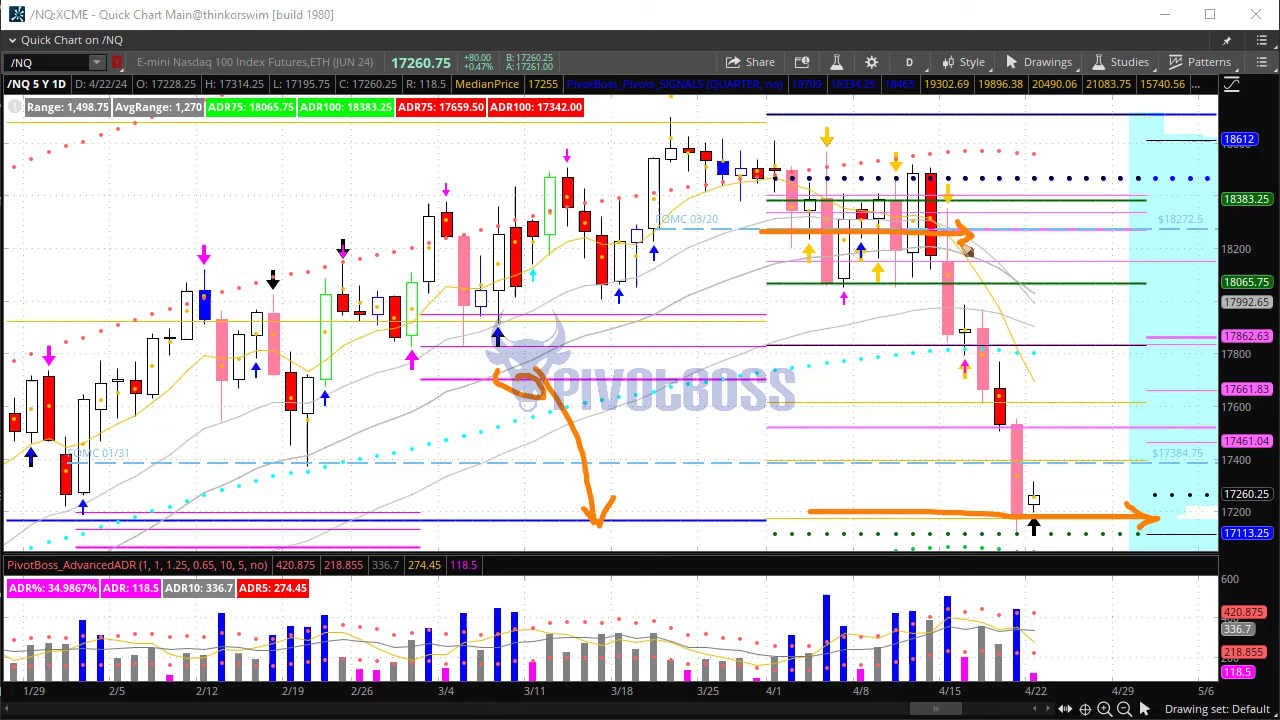 /NQ:XCME - Quick Chart Main@thinkorswim [build 1980]
Quick Chart on /NQ
/NQ E-mini Nasdaq 100 Index Futures,ETH (JUN 24) 17260.75 +80.00 +0.47% B: 17260.25 A: 17261.00 Share D Style Drawings Studies Patterns
/NQ 5 Y 1D D: 4/22/24 O: 17228.25 H: 17314.25 L: 17195.75 C: 17260.25 R: 118.5 MedianPrice 17255 PivotBoss_Pivots_SIGNALS (QUARTER, no) 18709 18334.25 18465 19302.69 19896.38 20490.06 21083.75 15740.56 ...
Range: 1,498.75 AvgRange: 1,270 ADR75: 18065.75 ADR100: 18383.25 ADR75: 17659.50 ADR100: 17342.00
18612
18383.25
FOMC 03/20
$18272.5
18200
18065.75
17992.65
17862.63
17800
PIVOTBOSS
17661.83
17600
17461.04
FOMC 01/31
$17384.75
17400
17260.25
17200
17113.25
PivotBoss_AdvancedADR (1, 1, 1.25, 0.65, 10, 5, no) 420.875 218.855 336.7 274.45 118.5
ADR%: 34.9867% ADR: 118.5 ADR10: 336.7 ADR5: 274.45
600
420.875
336.7
218.855
118.5
1/29 2/5 2/12 2/19 2/26 3/4 3/11 3/18 3/25 4/1 4/8 4/15 4/22 4/29 5/6
Drawing set: Default